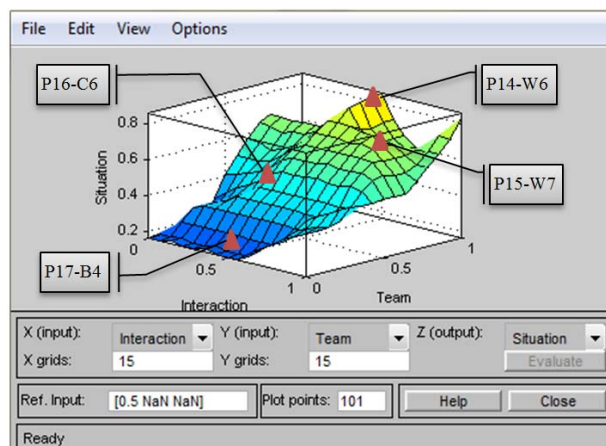 File Edit View Options
P16-C6
P14-W6
P15-W7
P17-B4
Situation
0.8
0.6
0.4
0.2
0
0.5
1
Interaction
0
0.5
1
Team
X (input): Interaction Y (input): Team Z (output): Situation
X grids: 15 Y grids: 15 Evaluate
Ref. Input: [0.5 NaN NaN] Plot points: 101 Help Close
Ready